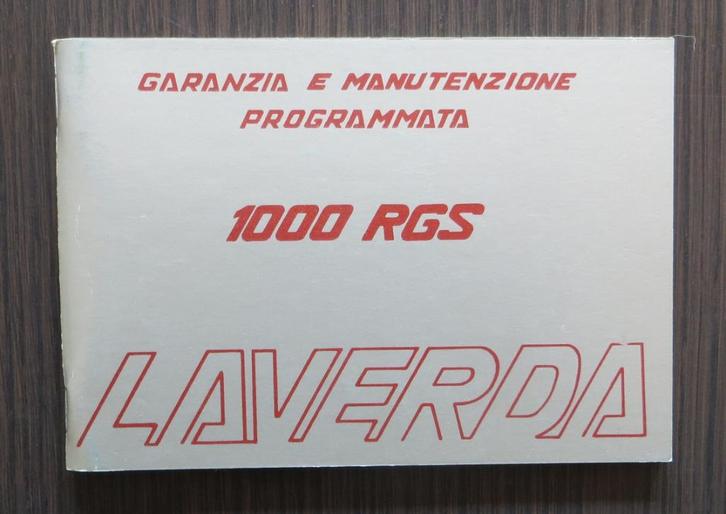 GARANZIA E MANUTENZIONE
PROGRAMMATA
1000 RGS
LAVERDA